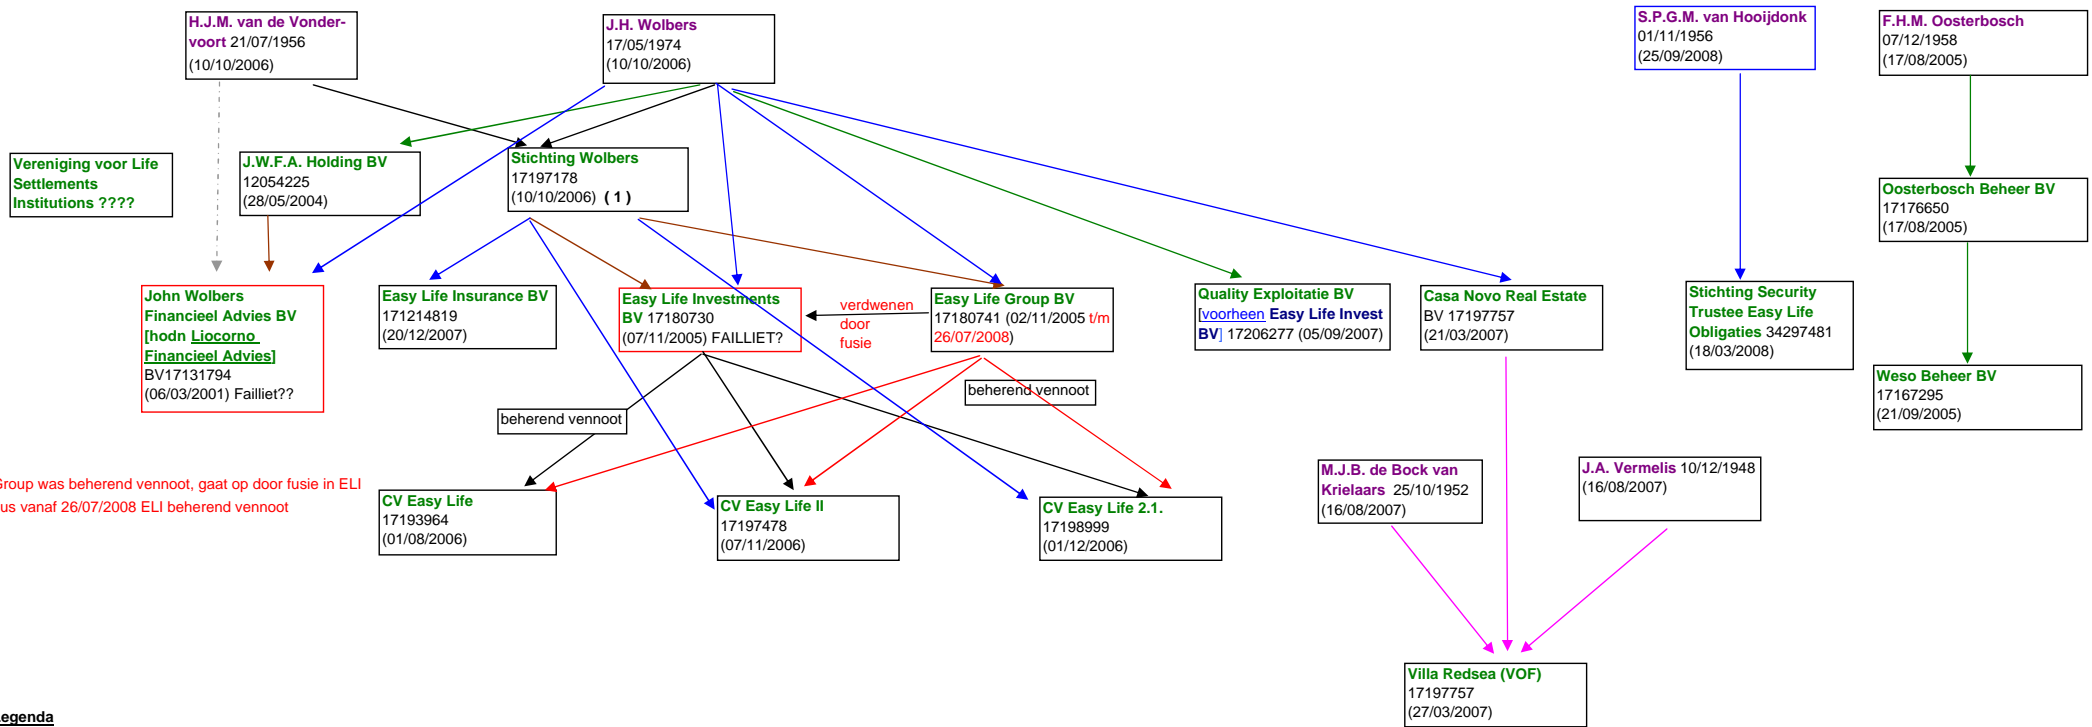 H.J.M. van de Vonder-
voort 21/07/1956
(10/10/2006)
J.H. Wolbers
17/05/1974
(10/10/2006)
S.P.G.M. van Hooijdonk
01/11/1956
(25/09/2008)
F.H.M. Oosterbosch
07/12/1958
(17/08/2005)
Vereniging voor Life
Settlements
Institutions ????
J.W.F.A. Holding BV
12054225
(28/05/2004)
Stichting Wolbers
17197178
(10/10/2006) ( 1 )
Oosterbosch Beheer BV
17176650
(17/08/2005)
John Wolbers
Financieel Advies BV
[hodn Liocorno
Financieel Advies]
BV17131794
(06/03/2001) Failliet??
Easy Life Insurance BV
171214819
(20/12/2007)
Easy Life Investments
BV 17180730
(07/11/2005) FAILLIET?
verdwenen
door
fusie
Easy Life Group BV
17180741 (02/11/2005 t/m
26/07/2008)
Quality Exploitatie BV
[voorheen Easy Life Invest
BV] 17206277 (05/09/2007)
Casa Novo Real Estate
BV 17197757
(21/03/2007)
Stichting Security
Trustee Easy Life
Obligaties 34297481
(18/03/2008)
Weso Beheer BV
17167295
(21/09/2005)
beherend vennoot
beherend vennoot
Group was beherend vennoot, gaat op door fusie in ELI
us vanaf 26/07/2008 ELI beherend vennoot
CV Easy Life
17193964
(01/08/2006)
CV Easy Life II
17197478
(07/11/2006)
CV Easy Life 2.1.
17198999
(01/12/2006)
M.J.B. de Bock van
Krielaars 25/10/1952
(16/08/2007)
J.A. Vermelis 10/12/1948
(16/08/2007)
Villa Redsea (VOF)
17197757
(27/03/2007)
egenda